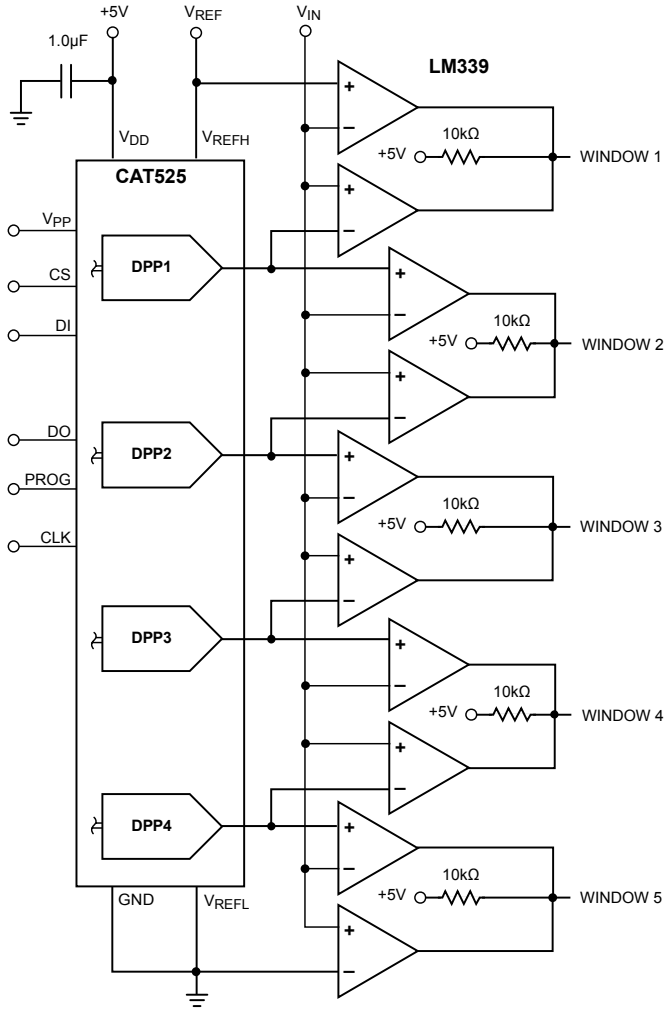 +5V
VREF
VIN
1.0µF
LM339
+
−
10kΩ
+5V
WINDOW 1
VDD
VREFH
CAT525
+
−
VPP
DPP1
CS
+
−
10kΩ
+5V
WINDOW 2
DI
+
−
DO
DPP2
PROG
+
−
10kΩ
+5V
WINDOW 3
CLK
+
−
DPP3
+
−
10kΩ
+5V
WINDOW 4
+
−
DPP4
+
−
10kΩ
+5V
WINDOW 5
GND
VREFL
+
−